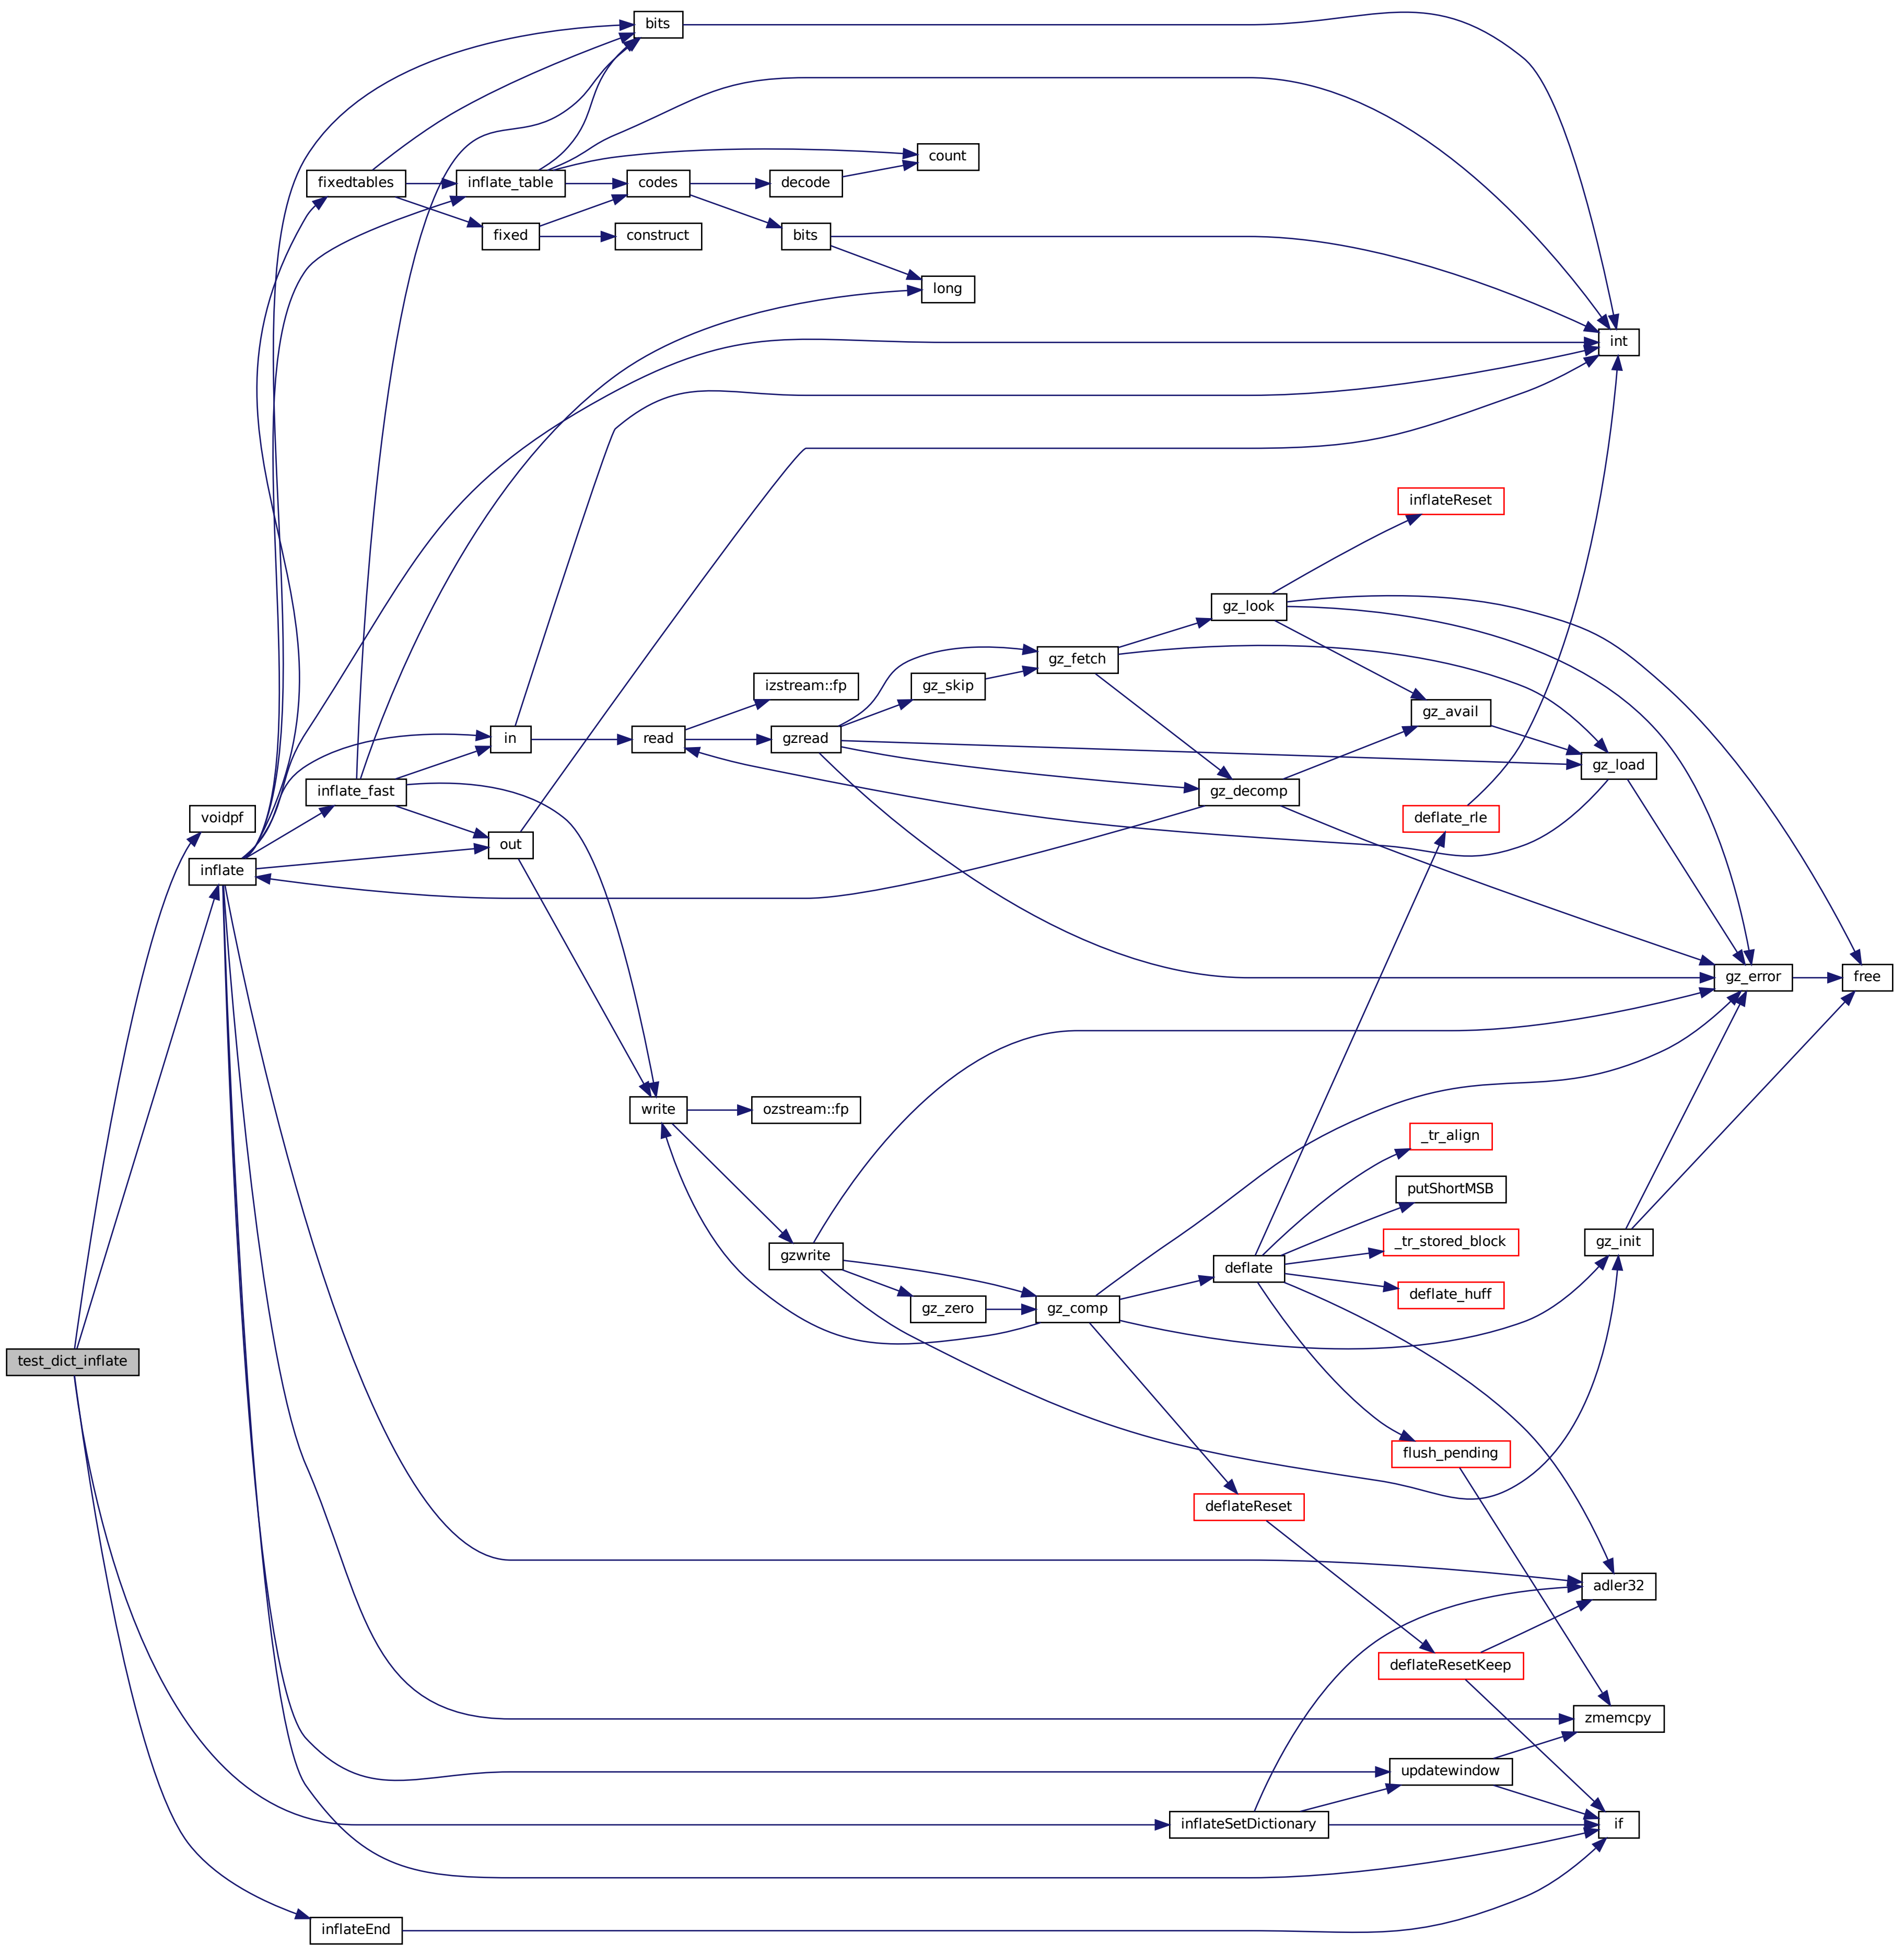 bits
count
fixedtables
inflate_table
codes
decode
fixed
construct
bits
long
int
inflateReset
gz_look
gz_fetch
izstream::fp
gz_skip
gz_avail
in
read
gzread
gz_load
inflate_fast
gz_decomp
voidpf
deflate_rle
out
inflate
gz_error
free
write
ozstream::fp
_tr_align
putShortMSB
gzwrite
_tr_stored_block
gz_init
deflate
deflate_huff
gz_zero
gz_comp
test_dict_inflate
flush_pending
deflateReset
adler32
deflateResetKeep
zmemcpy
updatewindow
inflateSetDictionary
if
inflateEnd